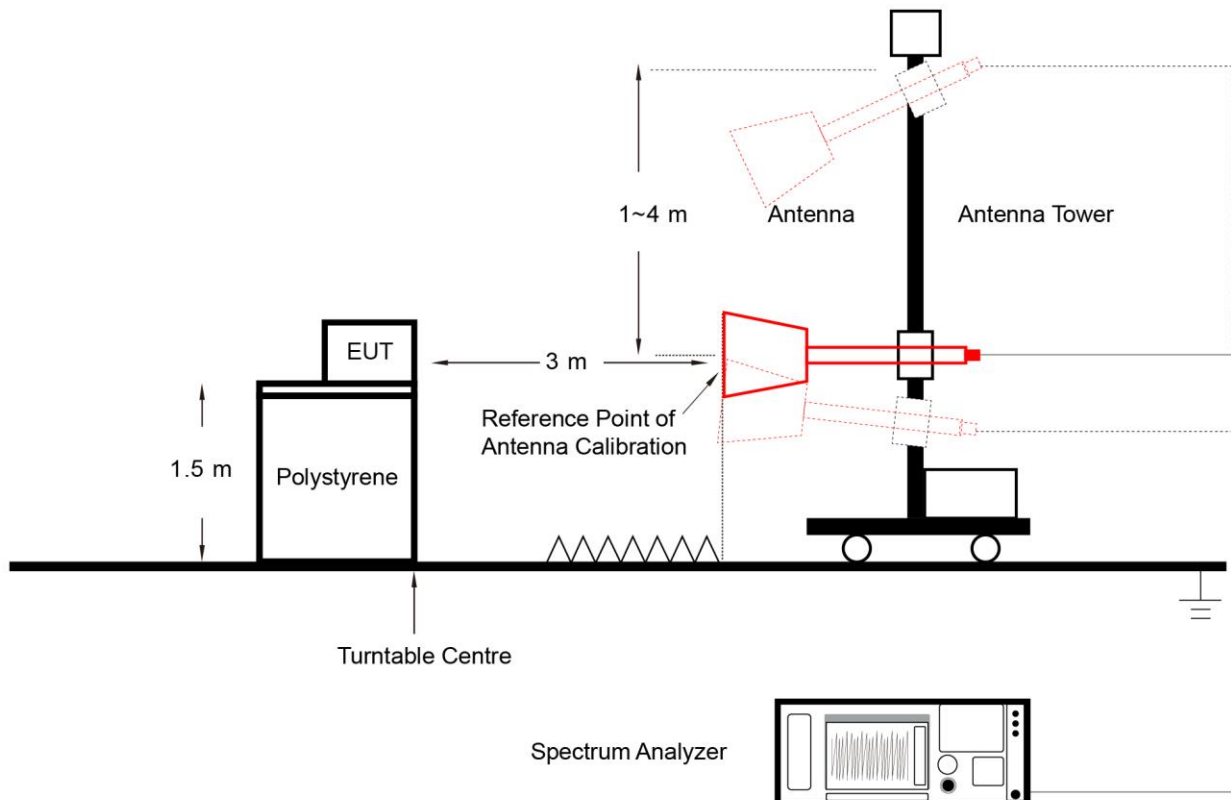 1~4 m
Antenna
Antenna Tower
EUT
3 m
Reference Point of
Antenna Calibration
1.5 m
Polystyrene
Turntable Centre
Spectrum Analyzer